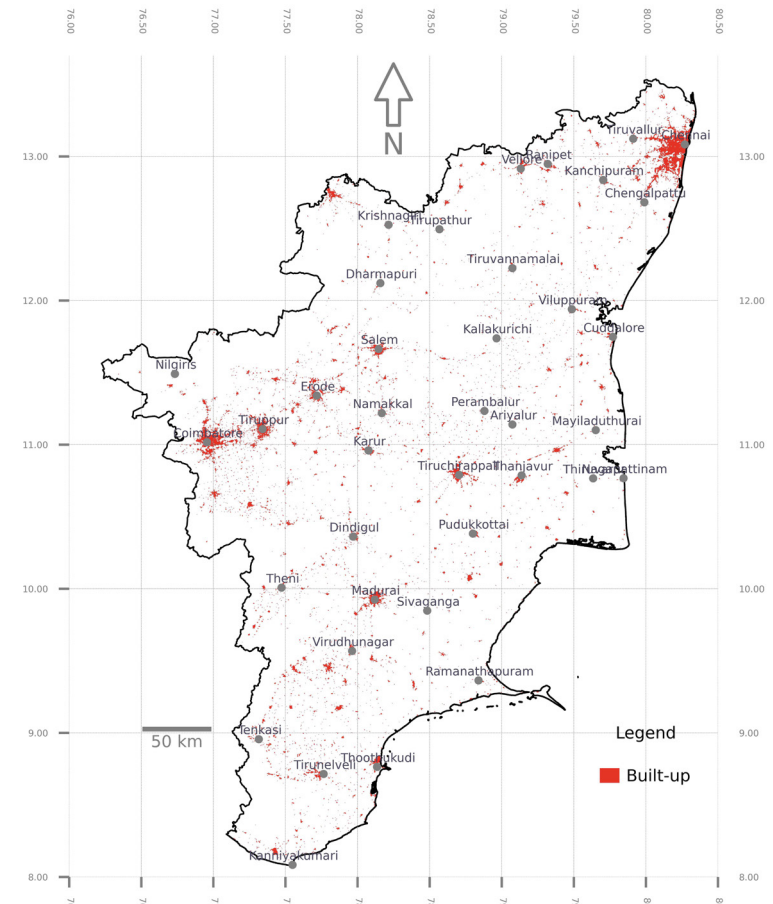 76.00
76.50
77.00
77.50
78.00
78.50
79.00
79.50
80.00
80.50
N
13.00
13.00
Tiruvallur
Chennai
Ranipet
Vellore
Kanchipuram
Chengalpattu
Krishnagiri
Tirupathur
Tiruvannamalai
Dharmapuri
12.00
12.00
Viluppuram
Cuddalore
Kallakurichi
Salem
Nilgiris
Erode
Namakkal
Perambalur
Ariyalur
Mayiladuthurai
Tiruppur
Coimbatore
11.00
11.00
Karur
Tiruchirappalli
Thanjavur
Nagapattinam
Dindigul
Pudukkottai
10.00
10.00
Theni
Madurai
Sivaganga
Virudhunagar
Ramanathapuram
9.00
9.00
Tenkasi
50 km
Legend
Thoothukudi
Tirunelveli
Built-up
Kanniyakumari
8.00
8.00